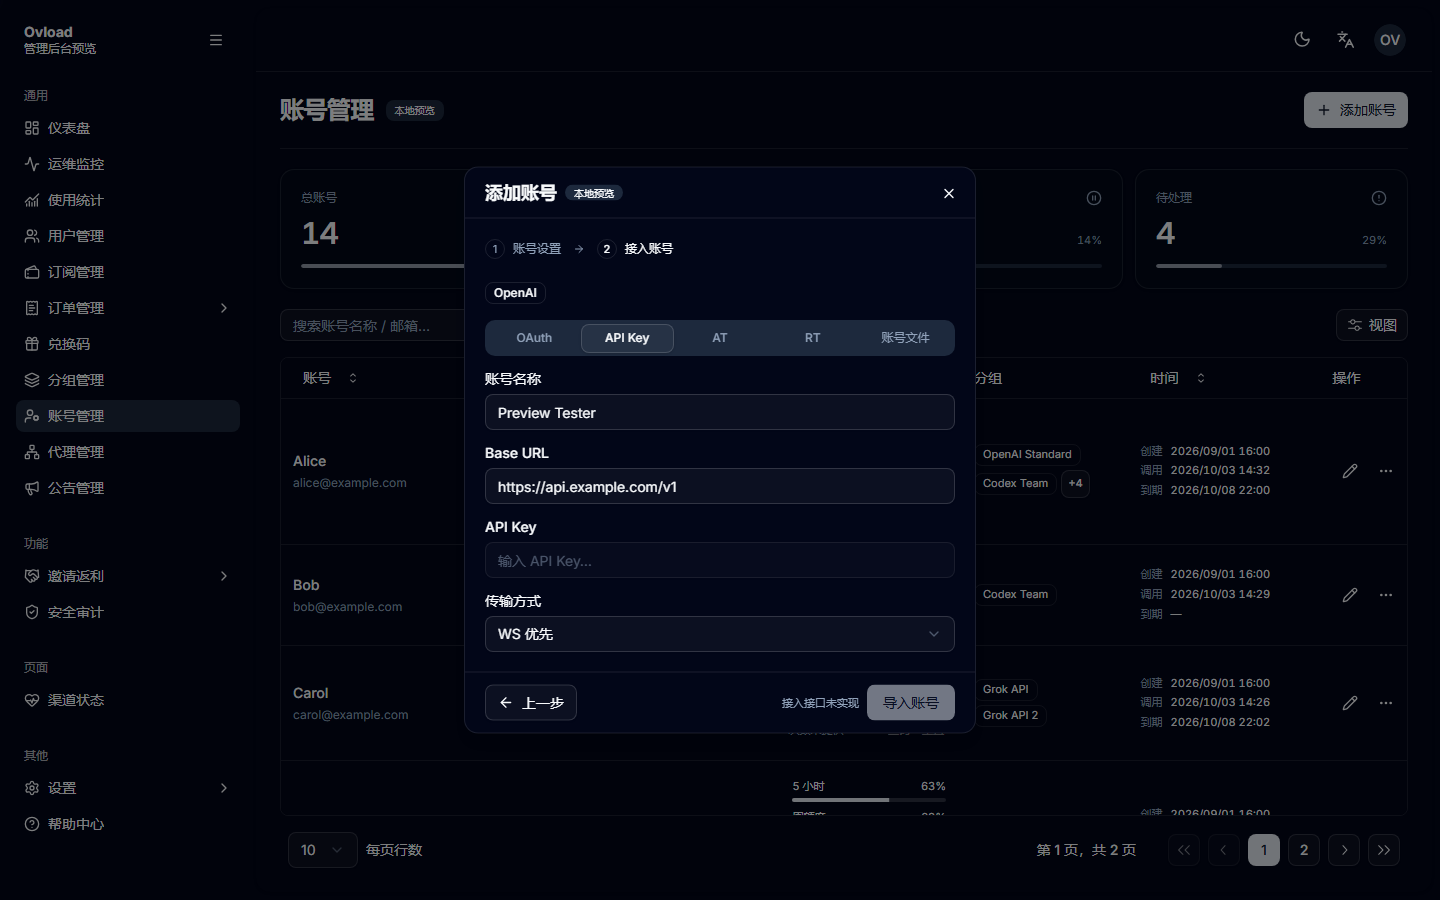 Ovload
管理后台预览
OV
通用
仪表盘
运维监控
使用统计
用户管理
订阅管理
订单管理
兑换码
分组管理
账号管理
代理管理
公告管理
功能
邀请返利
安全审计
页面
渠道状态
其他
设置
帮助中心
账号管理 本地预览
添加账号
总账号
14
14%
待处理
4
29%
搜索账号名称 / 邮箱...
视图
账号
分组
时间
操作
Alice
alice@example.com
OpenAI Standard
Codex Team +4
创建 2026/09/01 16:00
调用 2026/10/03 14:32
到期 2026/10/08 22:00
Bob
bob@example.com
Codex Team
创建 2026/09/01 16:00
调用 2026/10/03 14:29
到期 —
Carol
carol@example.com
Grok API
Grok API 2
创建 2026/09/01 16:00
调用 2026/10/03 14:26
到期 2026/10/08 22:02
5 小时 63%
创建 2026/09/01 16:00
10 每页行数
第 1 页，共 2 页
1 2
添加账号 本地预览
1 账号设置 → 2 接入账号
OpenAI
OAuth API Key AT RT 账号文件
账号名称
Preview Tester
Base URL
https://api.example.com/v1
API Key
输入 API Key...
传输方式
WS 优先
上一步
接入接口未实现
导入账号